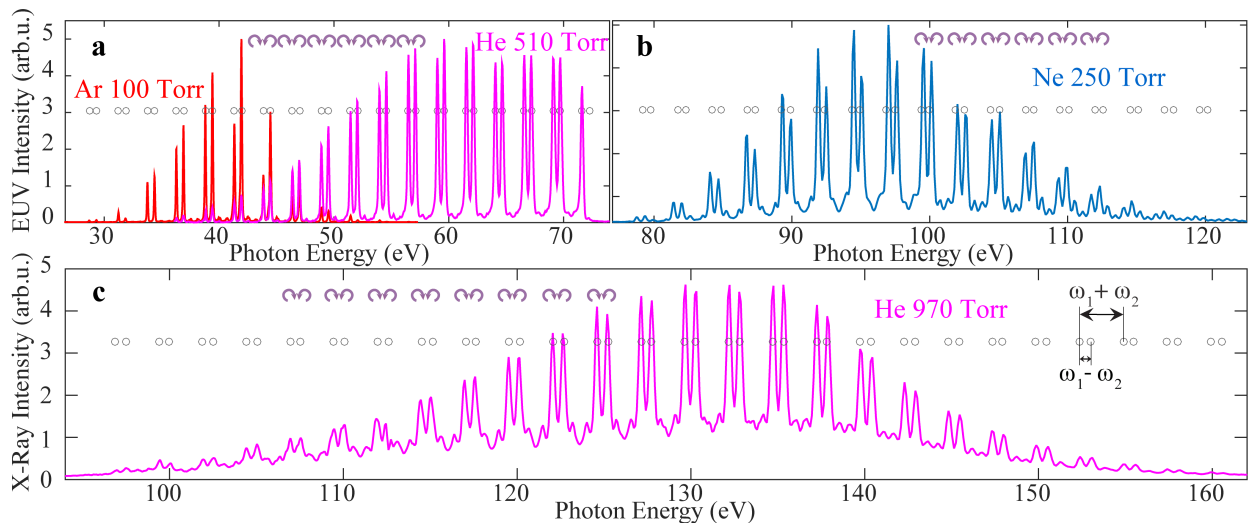 a
Ar 100 Torr
He 510 Torr
EUV Intensity (arb.u.)
5
4
3
2
1
0
30 40 50 60 70
Photon Energy (eV)
b
Ne 250 Torr
80 90 100 110 120
Photon Energy (eV)
c
He 970 Torr
ω₁+ ω₂
ω₁- ω₂
X-Ray Intensity (arb.u.)
5
4
3
2
1
0
100 110 120 130 140 150 160
Photon Energy (eV)